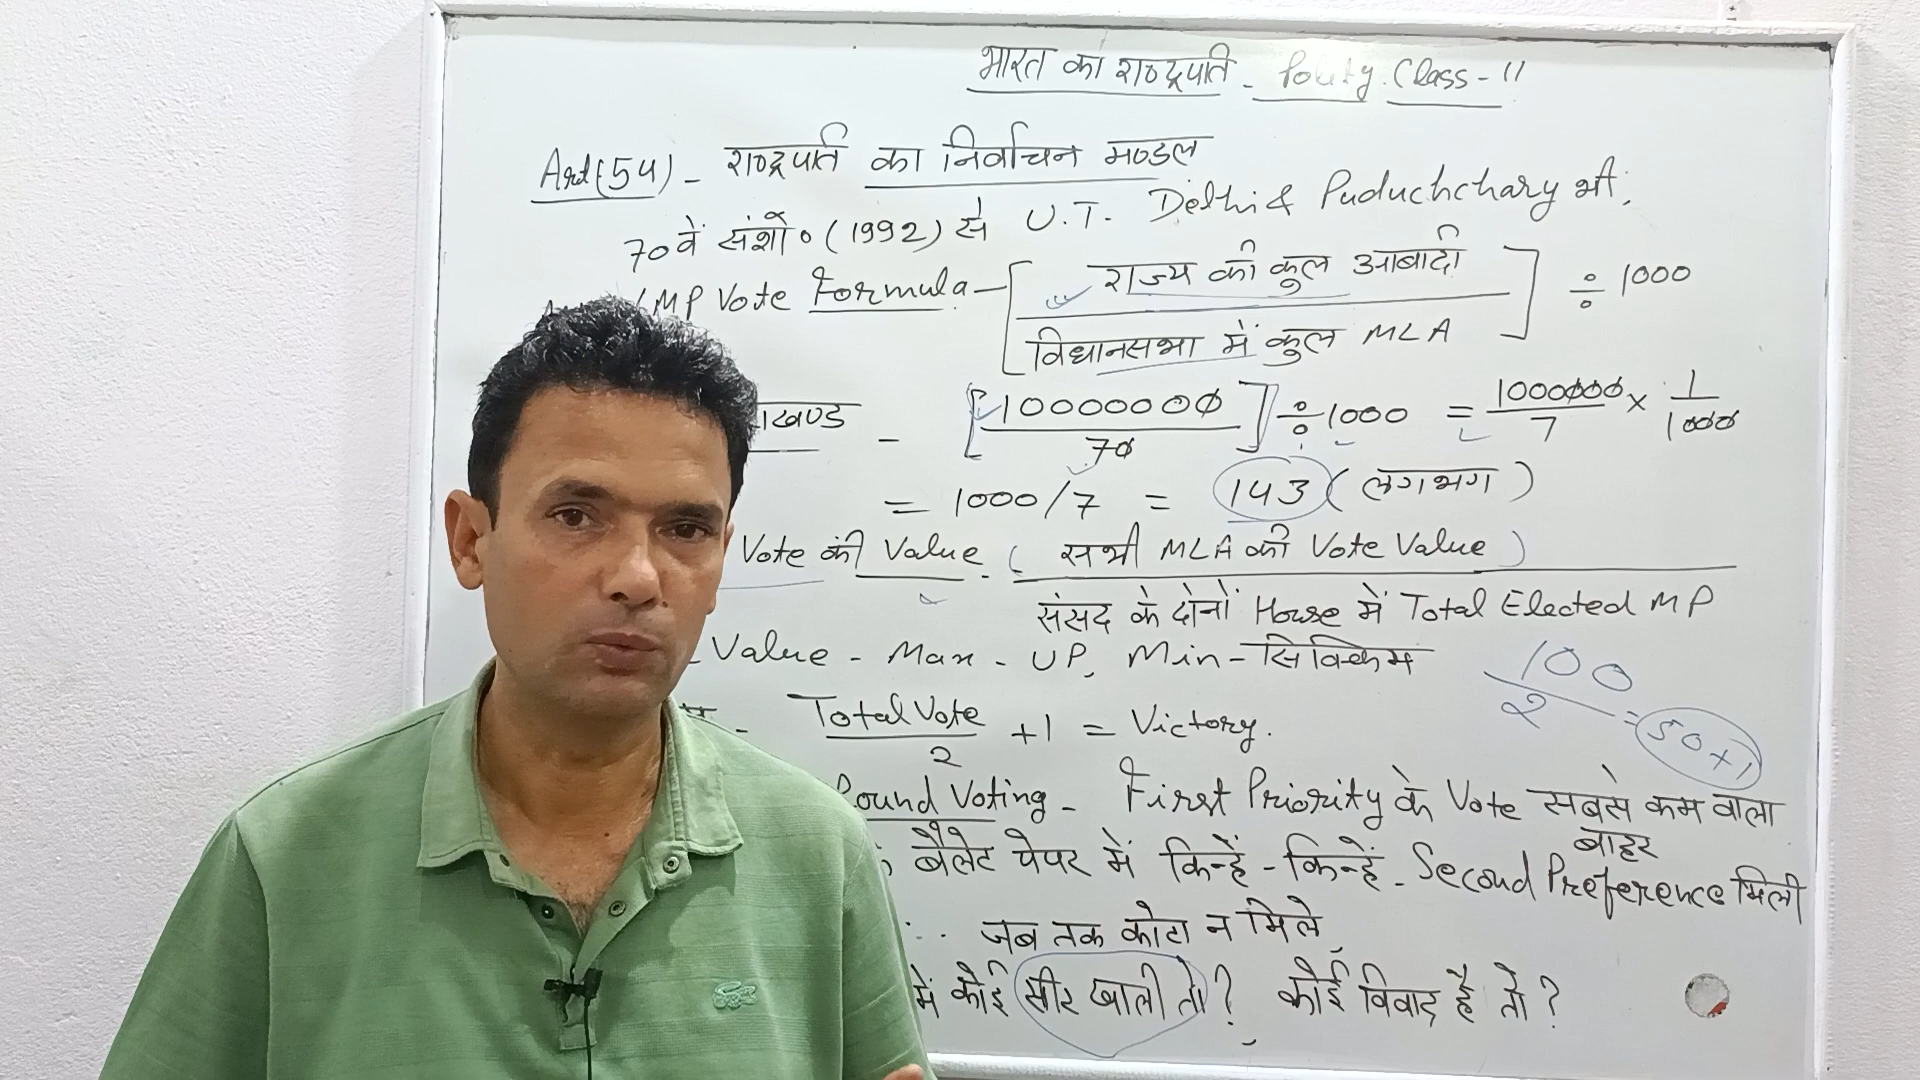 भारत का राष्ट्रपति - Polity Class - 11
Art(54) - राष्ट्रपति का निर्वाचन मण्डल
70वें संशो० (1992) से U.T. Delhi & Puduchchary भी,
/MP Vote Formula - [ राज्य की कुल आबादी / विधानसभा में कुल MLA ] ÷ 1000
ाखण्ड - [ 10000000 / 70 ] ÷ 1000 = 1000000 / 7 × 1 / 1000
= 1000/7 = 143 (लगभग)
Vote की Value ( सभी MLA की Vote Value )
संसद के दोनों House में Total Elected MP
Value - Max - UP, Min - सिक्किम
100 / 2 = 50+1
Total Vote / 2 + 1 = Victory.
Round Voting - First Priority के Vote सबसे कम वाला
बाहर
बैलेट पेपर में किन्हें - किन्हें - Second Preference मिली
... जब तक कोटा न मिले,
में कोई सीट खाली तो? कोई विवाद है तो?